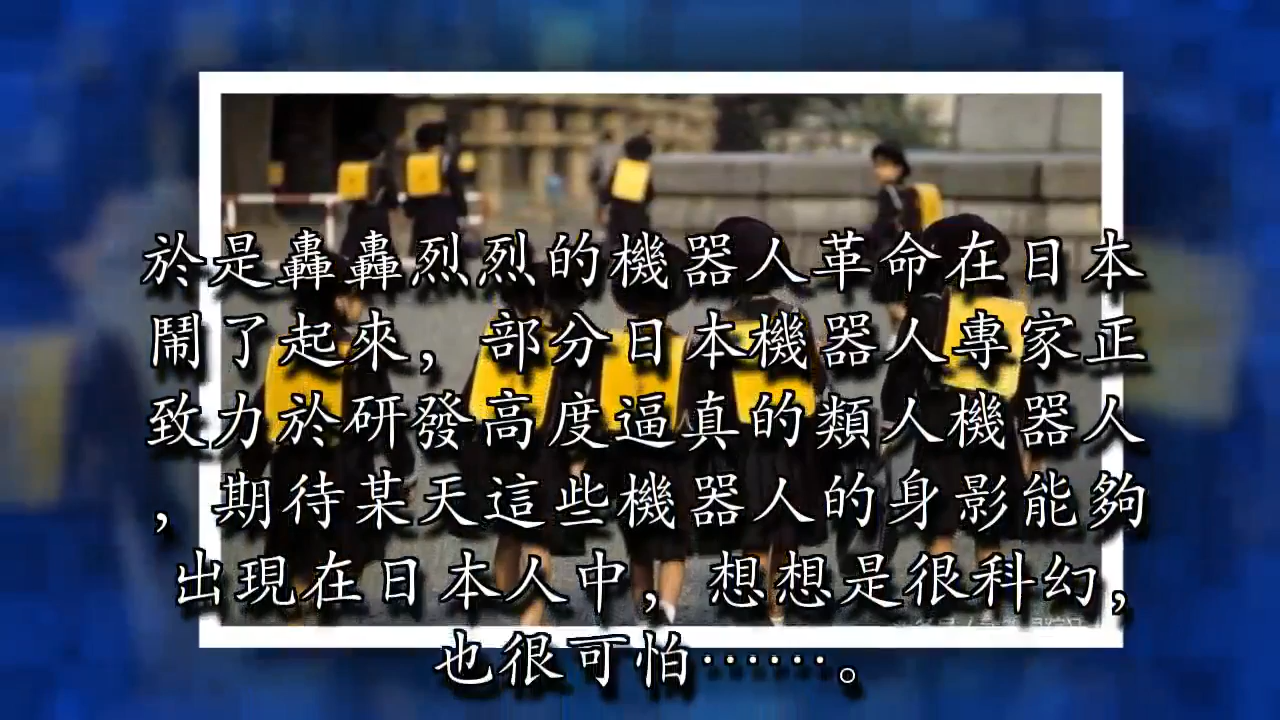 於是轟轟烈烈的機器人革命在日本
鬧了起來，部分日本機器人專家正
致力於研發高度逼真的類人機器人
，期待某天這些機器人的身影能夠
出現在日本人中，想想是很科幻，
也很可怕……。